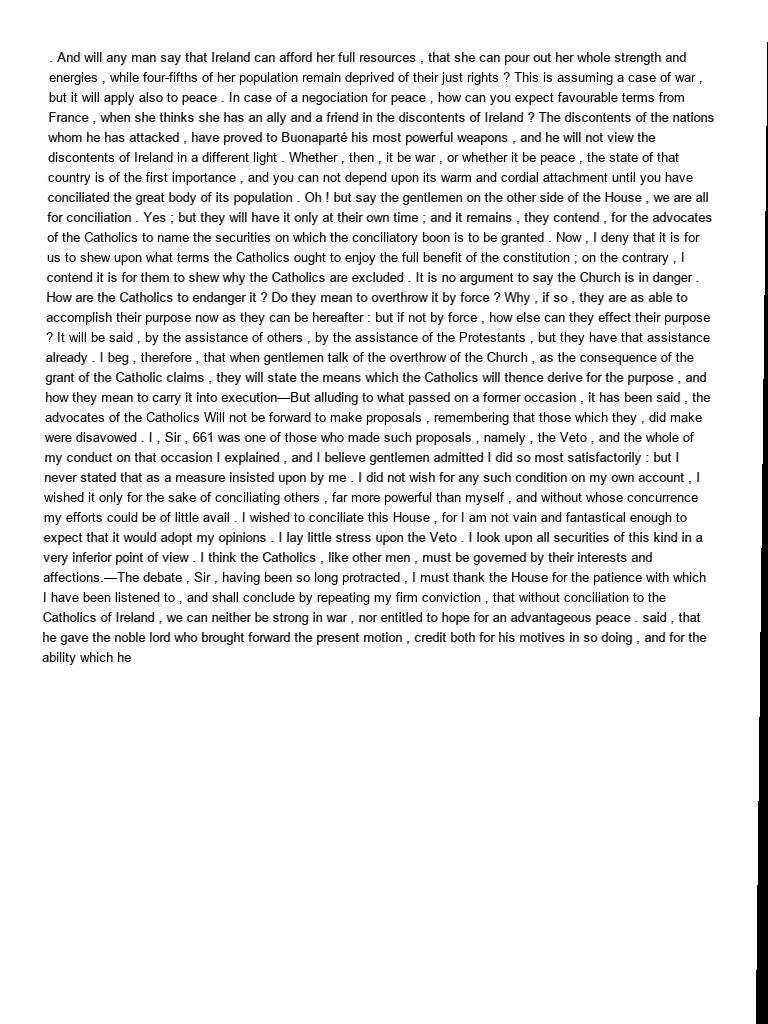 . And will any man say that Ireland can afford her full resources , that she can pour out her whole strength and
energies , while four-fifths of her population remain deprived of their just rights ? This is assuming a case of war ,
but it will apply also to peace . In case of a negociation for peace , how can you expect favourable terms from
France , when she thinks she has an ally and a friend in the discontents of Ireland ? The discontents of the nations
whom he has attacked , have proved to Buonaparté his most powerful weapons , and he will not view the
discontents of Ireland in a different light . Whether , then , it be war , or whether it be peace , the state of that
country is of the first importance , and you can not depend upon its warm and cordial attachment until you have
conciliated the great body of its population . Oh ! but say the gentlemen on the other side of the House , we are all
for conciliation . Yes ; but they will have it only at their own time ; and it remains , they contend , for the advocates
of the Catholics to name the securities on which the conciliatory boon is to be granted . Now , I deny that it is for
us to shew upon what terms the Catholics ought to enjoy the full benefit of the constitution ; on the contrary , I
contend it is for them to shew why the Catholics are excluded . It is no argument to say the Church is in danger .
How are the Catholics to endanger it ? Do they mean to overthrow it by force ? Why , if so , they are as able to
accomplish their purpose now as they can be hereafter : but if not by force , how else can they effect their purpose
? It will be said , by the assistance of others , by the assistance of the Protestants , but they have that assistance
already . I beg , therefore , that when gentlemen talk of the overthrow of the Church , as the consequence of the
grant of the Catholic claims , they will state the means which the Catholics will thence derive for the purpose , and
how they mean to carry it into execution—But alluding to what passed on a former occasion , it has been said , the
advocates of the Catholics Will not be forward to make proposals , remembering that those which they , did make
were disavowed . I , Sir , 661 was one of those who made such proposals , namely , the Veto , and the whole of
my conduct on that occasion I explained , and I believe gentlemen admitted I did so most satisfactorily : but I
never stated that as a measure insisted upon by me . I did not wish for any such condition on my own account , I
wished it only for the sake of conciliating others , far more powerful than myself , and without whose concurrence
my efforts could be of little avail . I wished to conciliate this House , for I am not vain and fantastical enough to
expect that it would adopt my opinions . I lay little stress upon the Veto . I look upon all securities of this kind in a
very inferior point of view . I think the Catholics , like other men , must be governed by their interests and
affections.—The debate , Sir , having been so long protracted , I must thank the House for the patience with which
I have been listened to , and shall conclude by repeating my firm conviction , that without conciliation to the
Catholics of Ireland , we can neither be strong in war , nor entitled to hope for an advantageous peace . said , that
he gave the noble lord who brought forward the present motion , credit both for his motives in so doing , and for the
ability which he